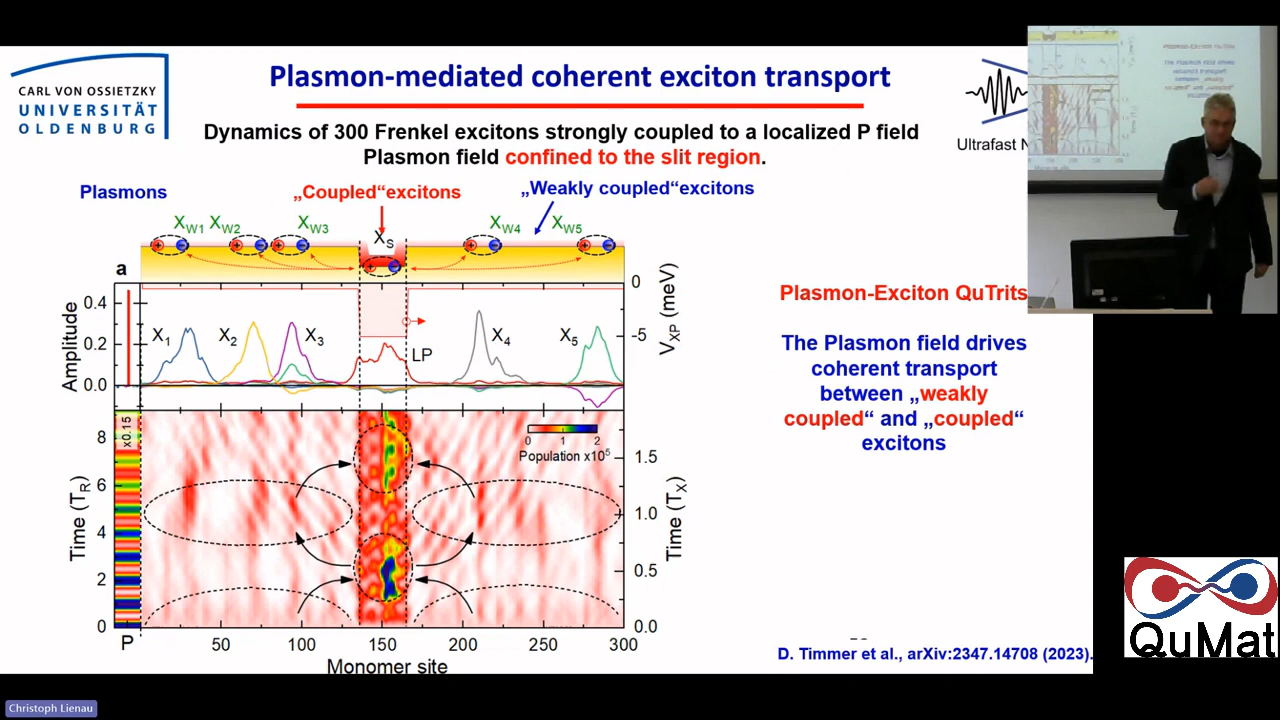 CARL VON OSSIETZKY
UNIVERSITÄT
OLDENBURG
Plasmon-mediated coherent exciton transport
Ultrafast N
Dynamics of 300 Frenkel excitons strongly coupled to a localized P field
Plasmon field confined to the slit region.
Plasmons
„Coupled“excitons
„Weakly coupled“excitons
XW1 XW2 XW3 XS XW4 XW5
a
Amplitude
0.4
0.2
0.0
X1 X2 X3 LP X4 X5
0
-5
VXP (meV)
x0.15
0 1 2
Population x10⁵
Time (TR)
8
6
4
2
0
1.5
1.0
0.5
0.0
Time (TX)
P 50 100 150 200 250 300
Monomer site
Plasmon-Exciton QuTrits
The Plasmon field drives
coherent transport
between „weakly
coupled“ and „coupled“
excitons
D. Timmer et al., arXiv:2347.14708 (2023).
QuMat
Christoph Lienau